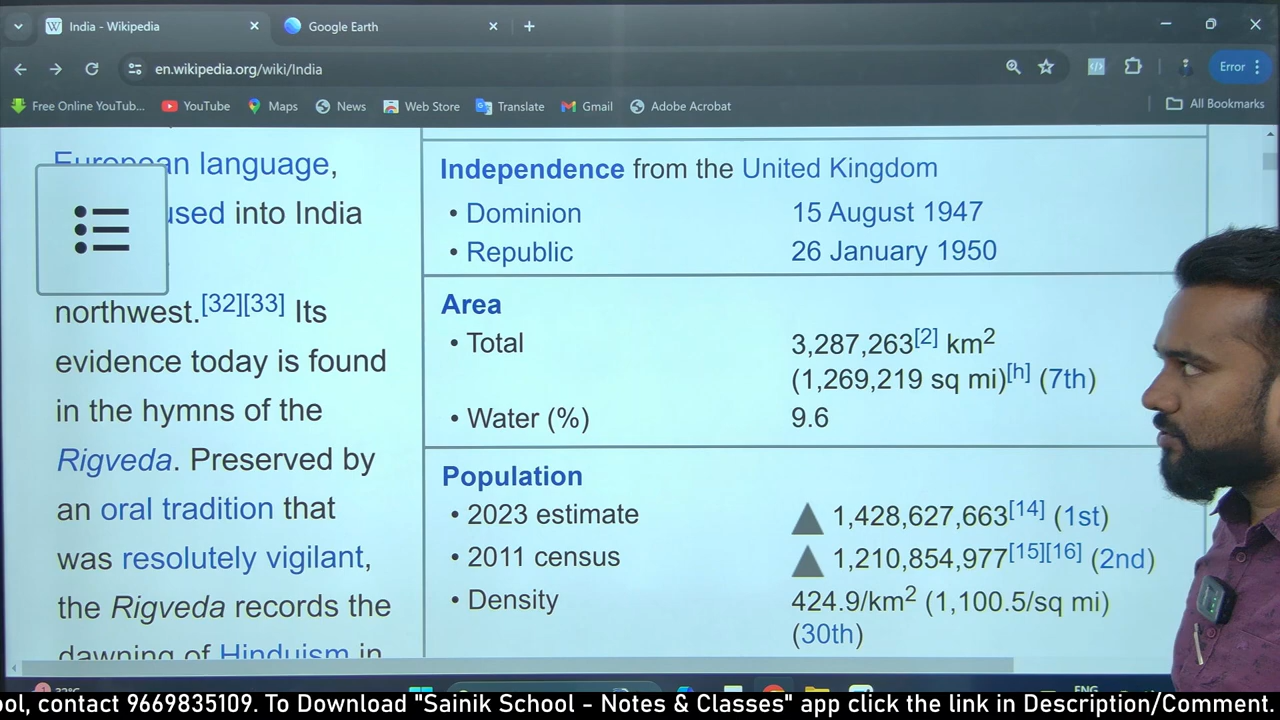 India - Wikipedia
Google Earth
en.wikipedia.org/wiki/India
Error
Free Online YouTub...
YouTube
Maps
News
Web Store
Translate
Gmail
Adobe Acrobat
All Bookmarks
European language,
used into India
northwest.[32][33] Its
evidence today is found
in the hymns of the
Rigveda. Preserved by
an oral tradition that
was resolutely vigilant,
the Rigveda records the
dawning of Hinduism in
Independence from the United Kingdom
• Dominion 15 August 1947
• Republic 26 January 1950
Area
• Total 3,287,263[2] km2
(1,269,219 sq mi)[h] (7th)
• Water (%) 9.6
Population
• 2023 estimate ▲ 1,428,627,663[14] (1st)
• 2011 census ▲ 1,210,854,977[15][16] (2nd)
• Density 424.9/km2 (1,100.5/sq mi)
(30th)
ENG
ool, contact 9669835109. To Download "Sainik School - Notes & Classes" app click the link in Description/Comment.